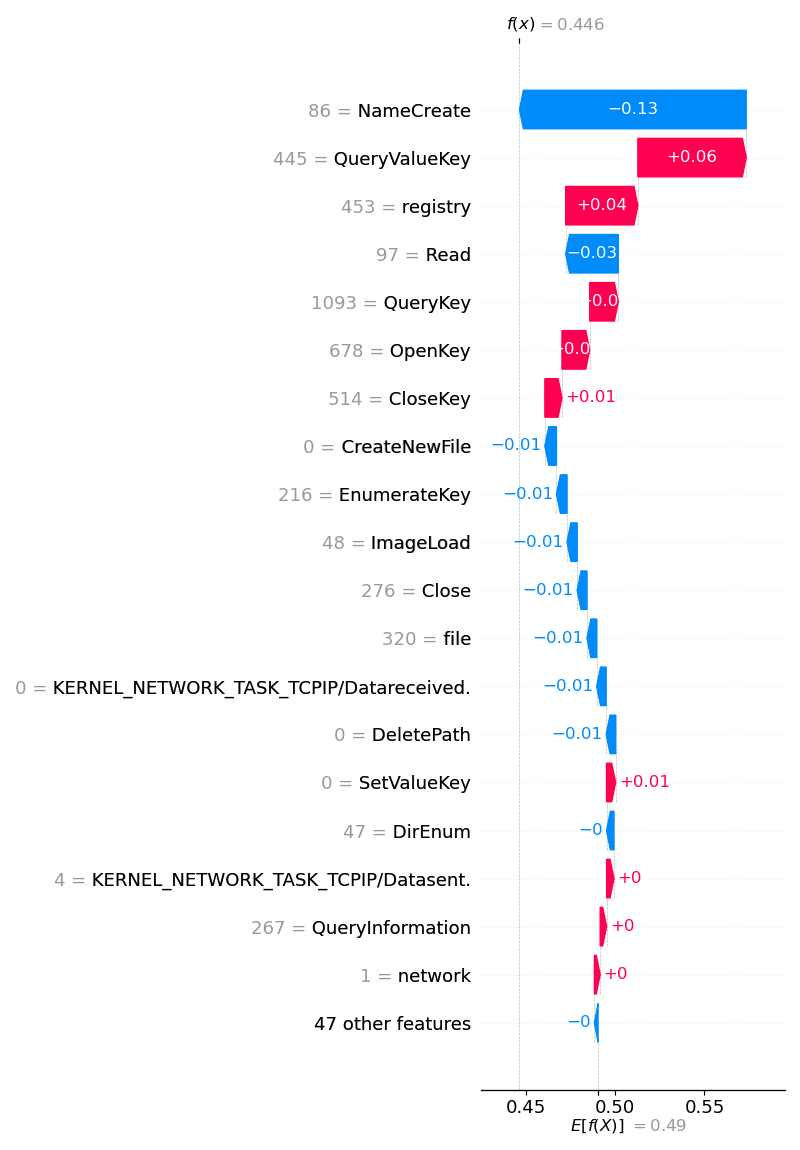 f(x) = 0.446
86 = NameCreate −0.13
445 = QueryValueKey +0.06
453 = registry +0.04
97 = Read −0.03
1093 = QueryKey
678 = OpenKey
514 = CloseKey +0.01
0 = CreateNewFile −0.01
216 = EnumerateKey −0.01
48 = ImageLoad −0.01
276 = Close −0.01
320 = file −0.01
0 = KERNEL_NETWORK_TASK_TCPIP/Datareceived. −0.01
0 = DeletePath −0.01
0 = SetValueKey +0.01
47 = DirEnum −0
4 = KERNEL_NETWORK_TASK_TCPIP/Datasent. +0
267 = QueryInformation +0
1 = network +0
47 other features −0
0.45 0.50 0.55
E[f(X)] = 0.49